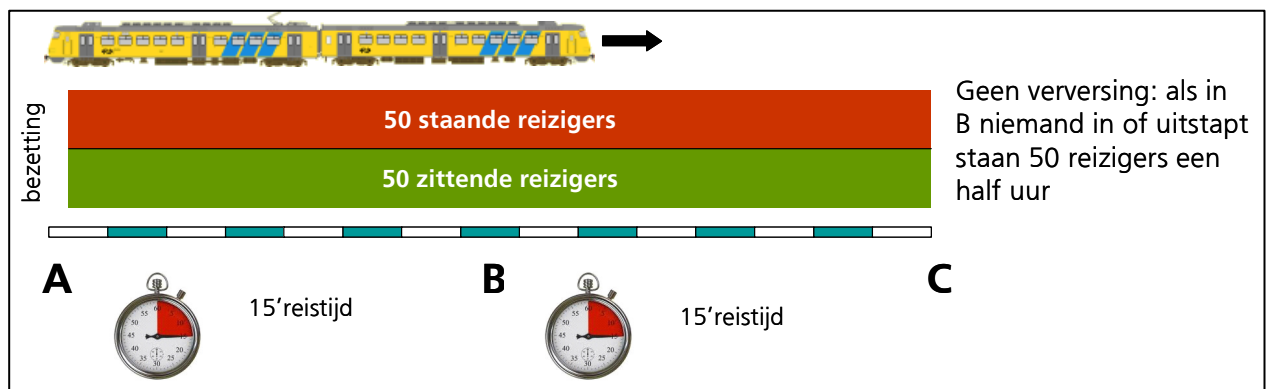 bezetting
50 staande reizigers
50 zittende reizigers
Geen verversing: als in
B niemand in of uitstapt
staan 50 reizigers een
half uur
A
B
C
15’reistijd
15’reistijd